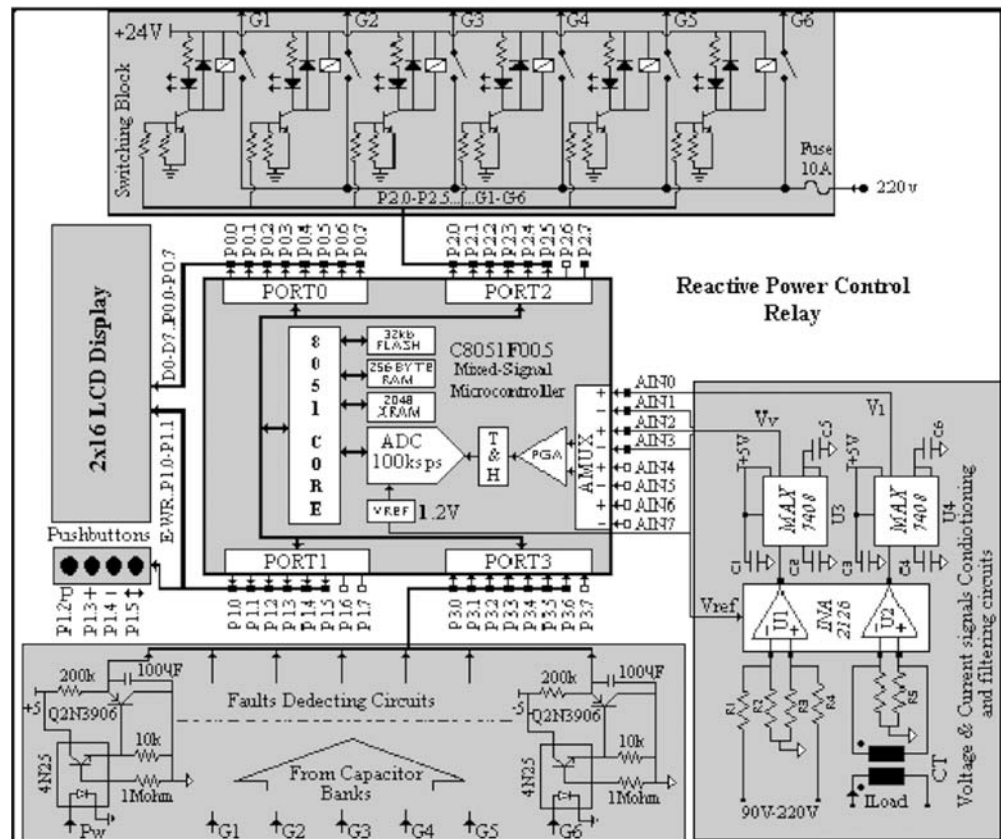 G1 G2 G3 G4 G5 G6
+24V
Switching Block
Fuse
10A
220v
P2.0-P2.5......G1-G6
P0.0 P0.1 P0.2 P0.3 P0.4 P0.5 P0.6 P0.7
P2.0 P2.1 P2.2 P2.3 P2.4 P2.5 P2.6 P2.7
PORT0 PORT2
Reactive Power Control
Relay
2x16 LCD Display
D0-D7..P0.0-P0.7
EWR..P1.0-P1.1
8051 CORE
32kb
FLASH
256 BYTE
RAM
2048
XRAM
C8051F005
Mixed-Signal
Microcontroller
ADC
100ksps
T&H
PGA
AMUX
+
-
+
-
+
-
+
-
AIN0
AIN1
AIN2
AIN3
AIN4
AIN5
AIN6
AIN7
VREF 1.2V
PORT1 PORT3
Pushbuttons
P1.2
P1.3 +
P1.4 -
P1.5
p1.0 p1.1 p1.2 p1.3 p1.4 p1.5 p1.6 p1.7
p3.0 p3.1 p3.2 p3.3 p3.4 p3.5 p3.6 p3.7
Vv V1
+5V +5V
C5 C6
MAX
7408
U3
MAX
7408
U4
C1 C2 C3 C4
Vref
U1 - +
INA
2126
U2 - +
R1 R2 R3 R4 R5
CT
ILoad
90V-220V
Voltage & Current signals Condiotioning
and filtering circuits
200k
100UF
+5
Q2N3906
10k
4N25
1Mohm
Pw
Faults Dedecting Circuits
From Capacitor
Banks
G1 G2 G3 G4 G5
200k
100UF
-5
Q2N3906
10k
4N25
1Mohm
G6